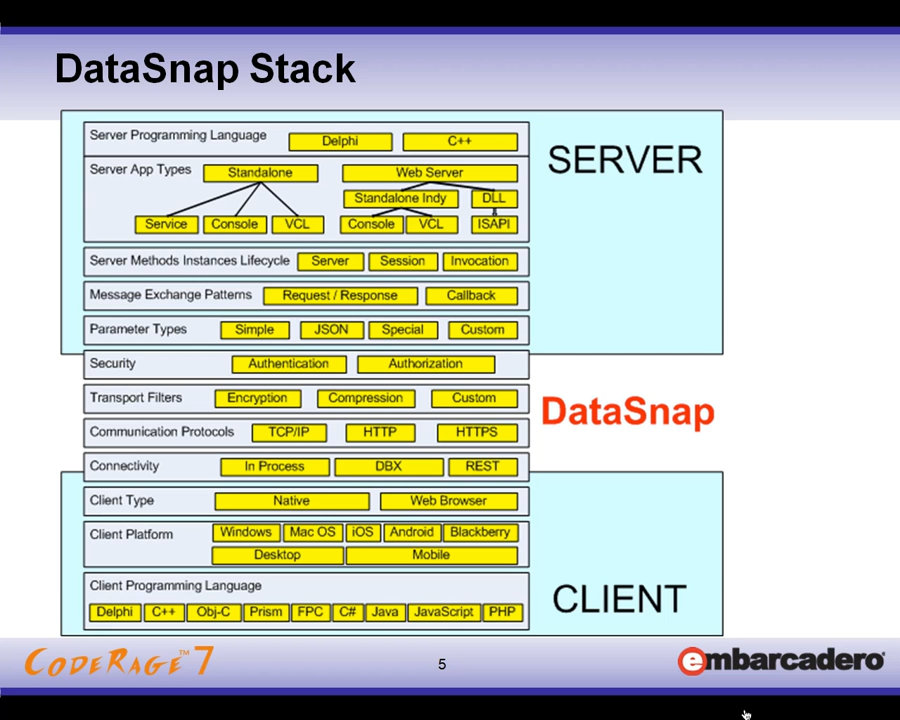 DataSnap Stack
SERVER
Server Programming Language Delphi C++
Server App Types Standalone Web Server
Standalone Indy DLL
Service Console VCL Console VCL ISAPI
Server Methods Instances Lifecycle Server Session Invocation
Message Exchange Patterns Request / Response Callback
Parameter Types Simple JSON Special Custom
Security Authentication Authorization
Transport Filters Encryption Compression Custom
DataSnap
Communication Protocols TCP/IP HTTP HTTPS
Connectivity In Process DBX REST
Client Type Native Web Browser
Client Platform Windows Mac OS iOS Android Blackberry
Desktop Mobile
CLIENT
Client Programming Language
Delphi C++ Obj-C Prism FPC C# Java JavaScript PHP
CODERAGE™ 7
5
embarcadero®